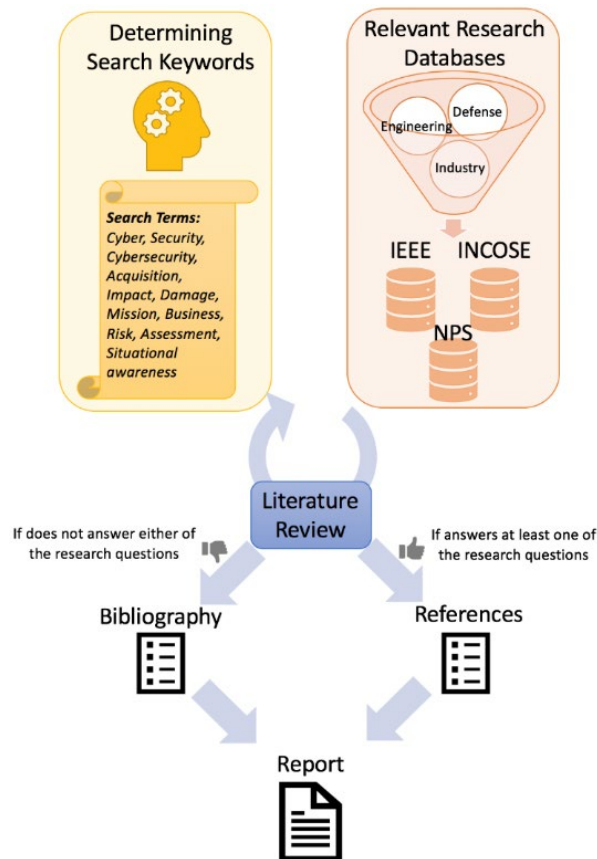 Determining
Search Keywords
Search Terms:
Cyber, Security,
Cybersecurity,
Acquisition,
Impact, Damage,
Mission, Business,
Risk, Assessment,
Situational
awareness
Relevant Research
Databases
Engineering
Defense
Industry
IEEE
INCOSE
NPS
Literature
Review
If does not answer either of
the research questions
If answers at least one of
the research questions
Bibliography
References
Report